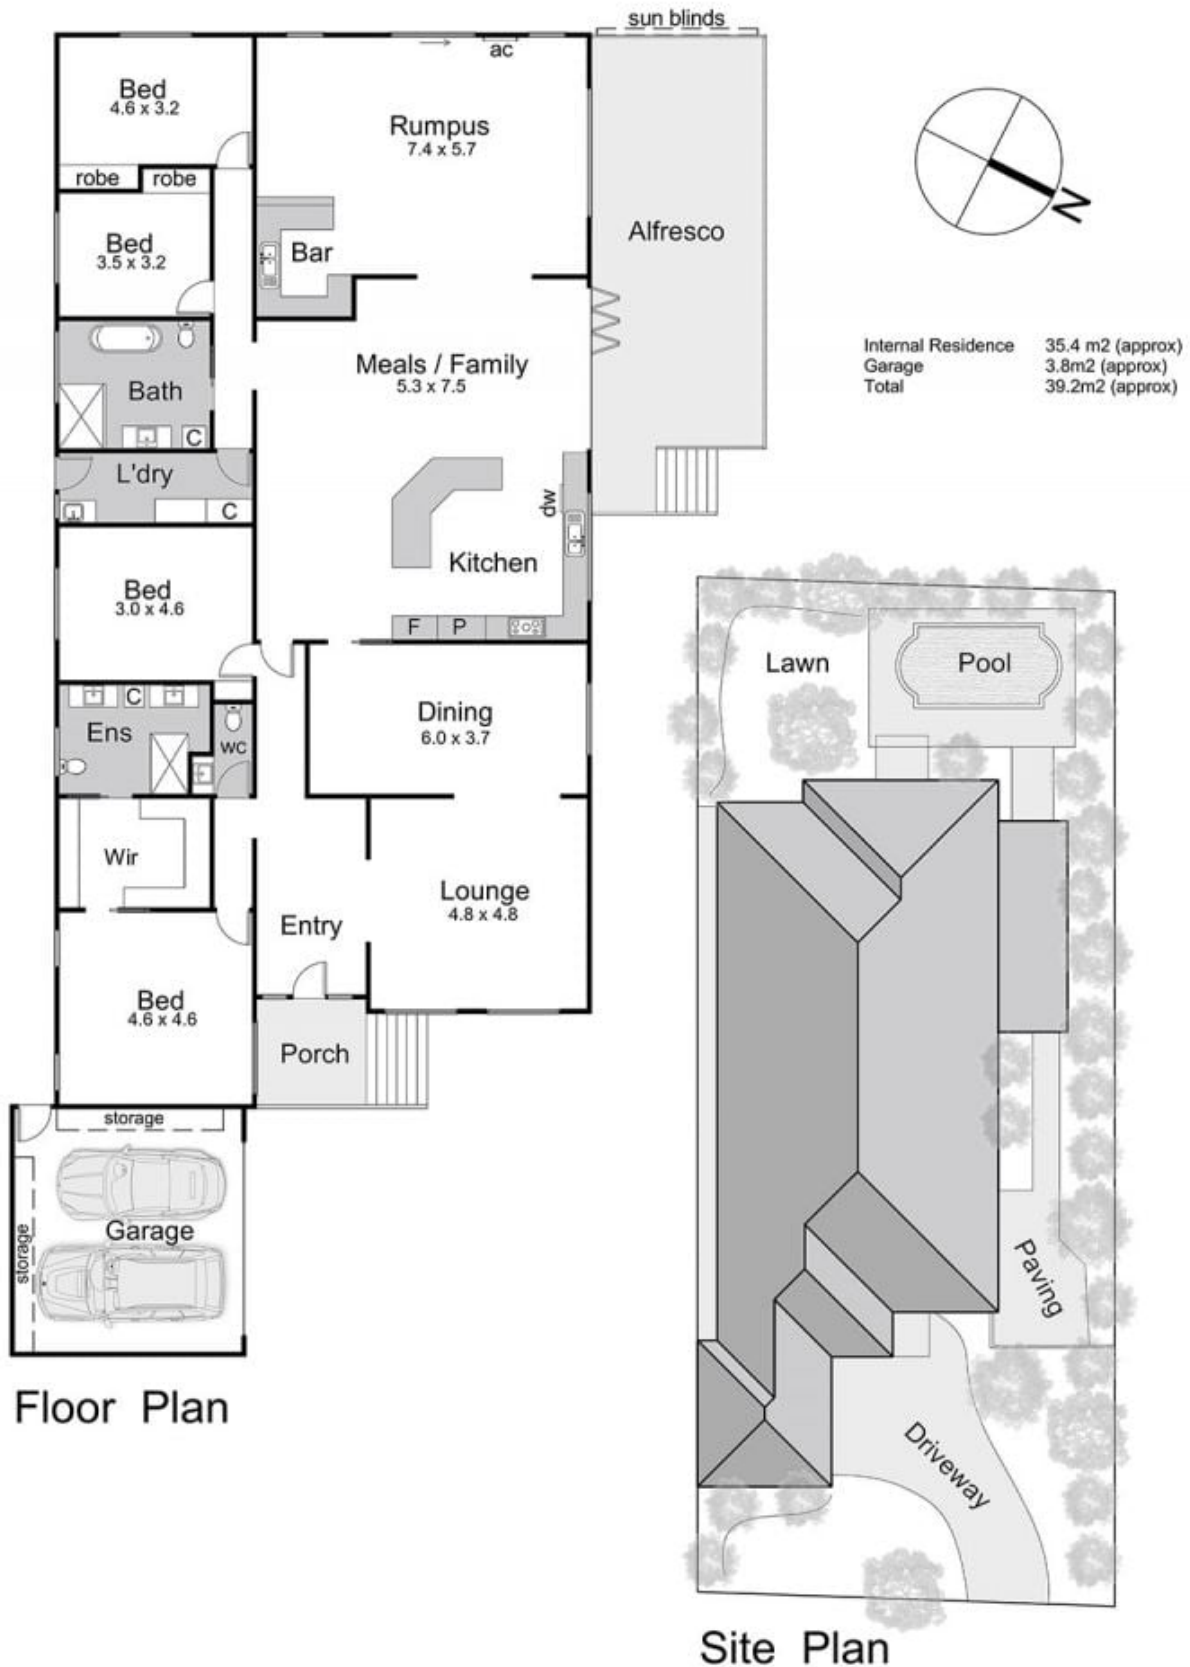 sun blinds
ac
Bed
4.6 x 3.2
Rumpus
7.4 x 5.7
robe
robe
Bed
3.5 x 3.2
Bar
Alfresco
N
Internal Residence 35.4 m2 (approx)
Garage 3.8m2 (approx)
Total 39.2m2 (approx)
Meals / Family
5.3 x 7.5
Bath
C
L'dry
C
dw
Kitchen
Bed
3.0 x 4.6
F P
C
Ens
wc
Dining
6.0 x 3.7
Wir
Lounge
4.8 x 4.8
Entry
Bed
4.6 x 4.6
Porch
storage
storage
Garage
Floor Plan
Lawn
Pool
Paving
Driveway
Site Plan